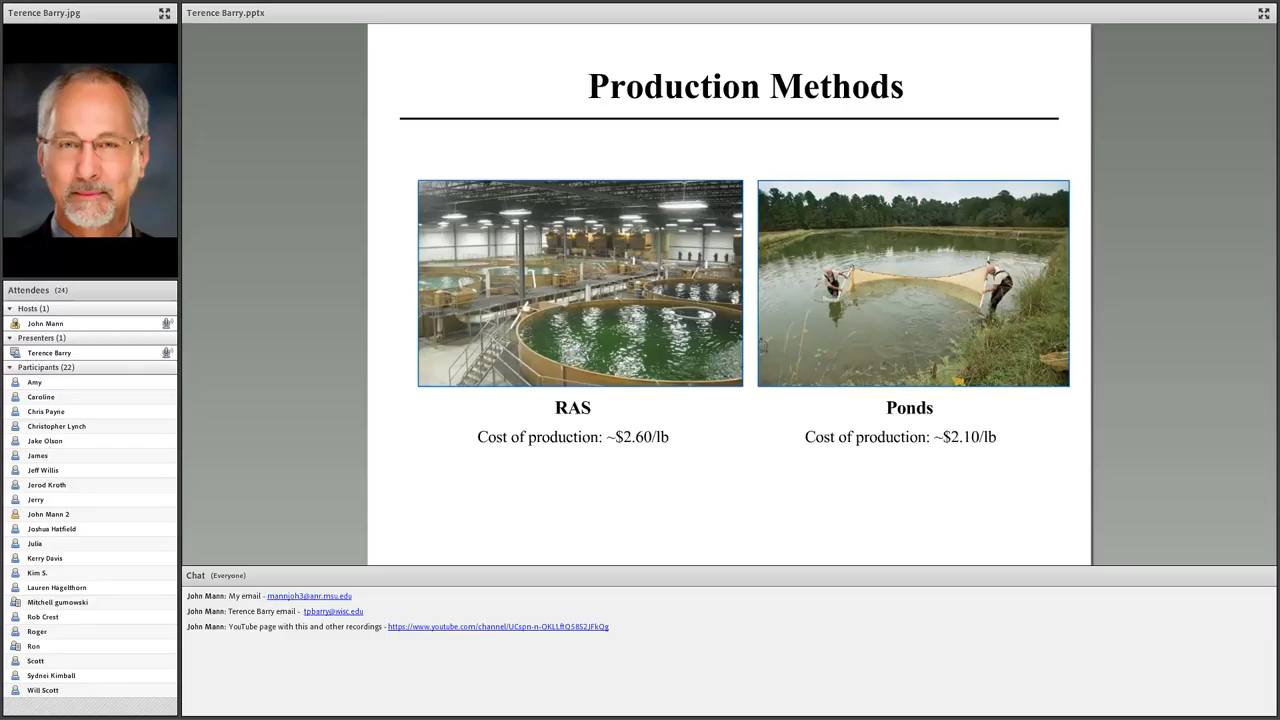 Terence Barry.jpg
Attendees (24)
Hosts (1)
John Mann
Presenters (1)
Terence Barry
Participants (22)
Amy
Caroline
Chris Payne
Christopher Lynch
Jake Olson
James
Jeff Willis
Jerod Kroth
Jerry
John Mann 2
Joshua Hatfield
Julia
Kerry Davis
Kim S.
Lauren Hagelthorn
Mitchell gumowski
Rob Crest
Roger
Ron
Scott
Sydnei Kimball
Will Scott
Terence Barry.pptx
Production Methods
RAS
Cost of production: ~$2.60/lb
Ponds
Cost of production: ~$2.10/lb
Chat (Everyone)
John Mann: My email - mannjoh3@anr.msu.edu
John Mann: Terence Barry email - tpbarry@wisc.edu
John Mann: YouTube page with this and other recordings - https://www.youtube.com/channel/UCspn-n-OKLLftQ58S2JFkQg